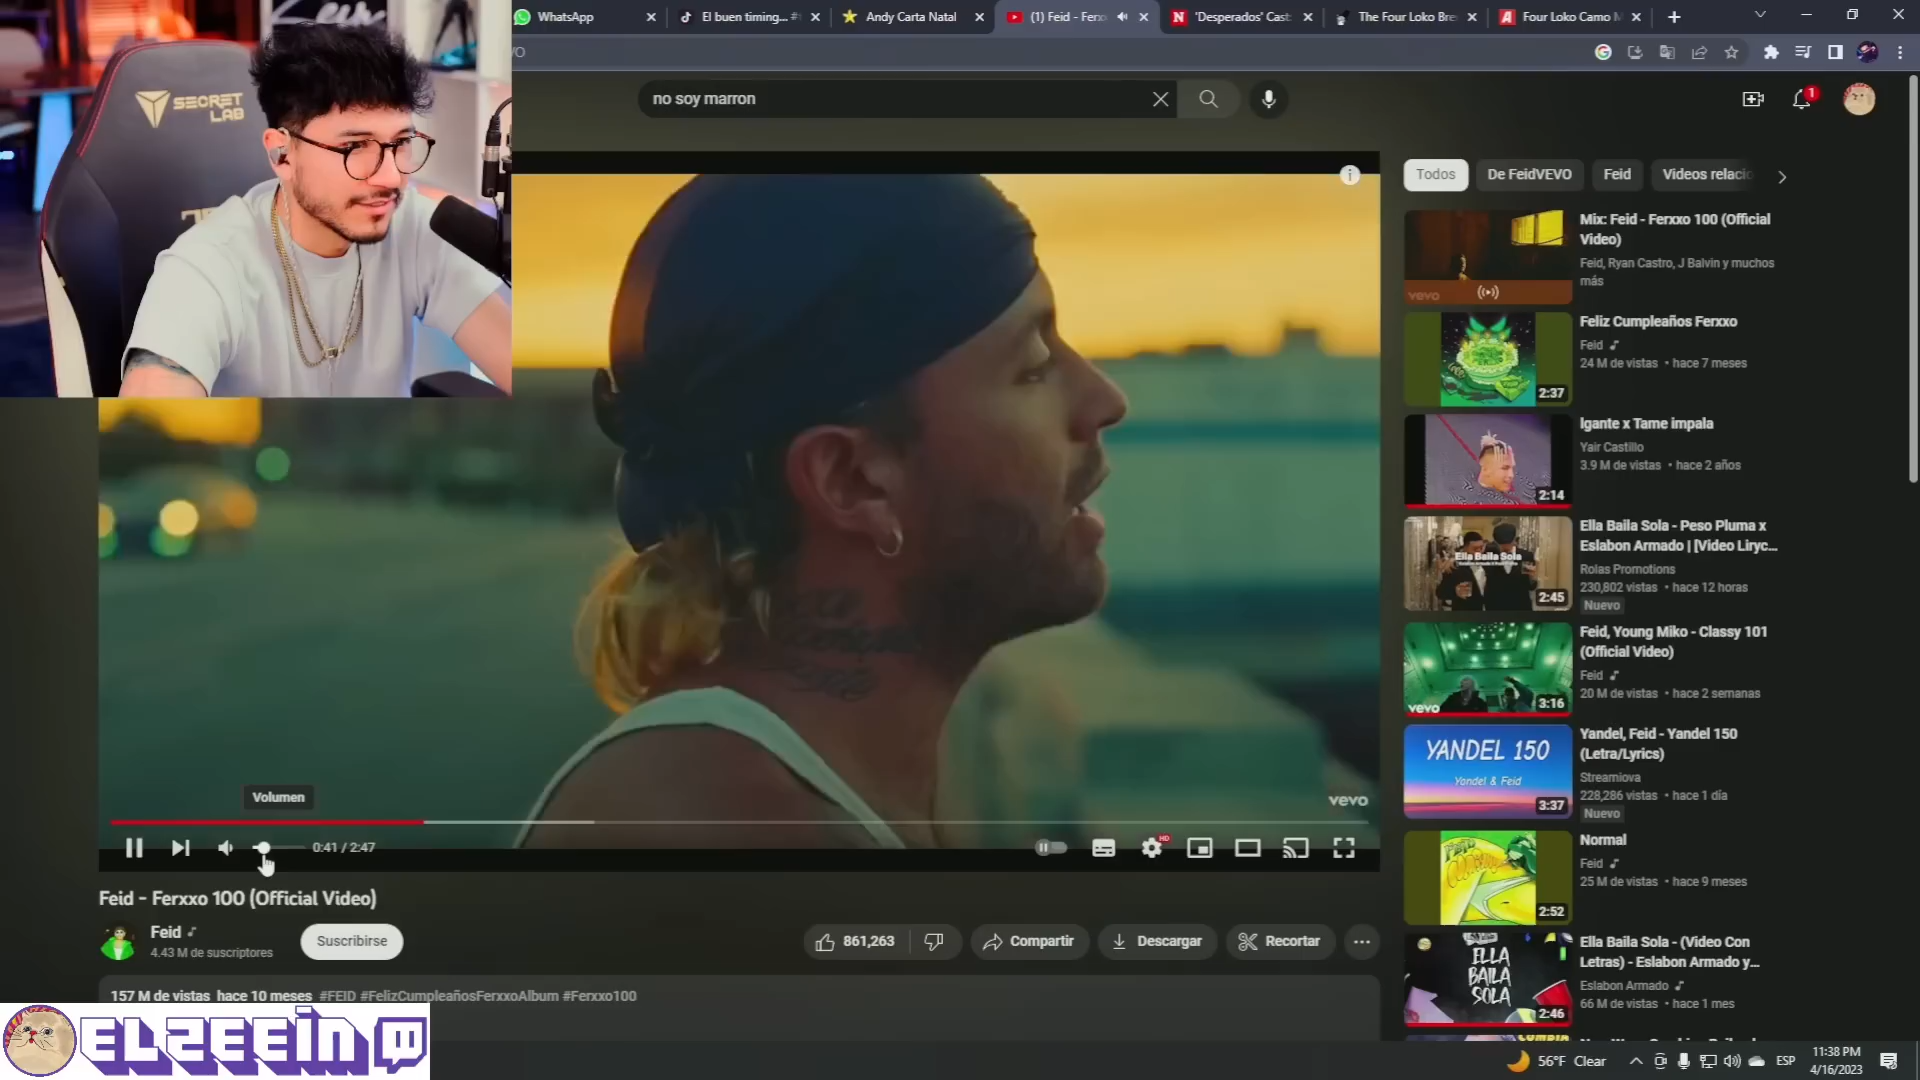 WhatsApp
El buen timing...
Andy Carta Natal
(1) Feid - Ferxx
'Desperados' Cast
The Four Loko Bre
Four Loko Camo M
SECRET
LAB
no soy marron
1
Todos
De FeidVEVO
Feid
Videos relacio
Mix: Feid - Ferxxo 100 (Official
Video)
Feid, Ryan Castro, J Balvin y muchos
más
vevo
Feliz Cumpleaños Ferxxo
Feid
24 M de vistas • hace 7 meses
2:37
Igante x Tame impala
Yair Castillo
3.9 M de vistas • hace 2 años
2:14
Ella Baila Sola - Peso Pluma x
Eslabon Armado | [Video Liryc...
Rolas Promotions
230,802 vistas • hace 12 horas
Nuevo
Ella Baila Sola
2:45
Feid, Young Miko - Classy 101
(Official Video)
Feid
20 M de vistas • hace 2 semanas
vevo
3:16
Yandel, Feid - Yandel 150
(Letra/Lyrics)
Streamiova
228,286 vistas • hace 1 día
Nuevo
YANDEL 150
Yandel & Feid
3:37
Normal
Feid
25 M de vistas • hace 9 meses
2:52
Ella Baila Sola - (Video Con
Letras) - Eslabon Armado y...
Eslabon Armado
66 M de vistas • hace 1 mes
ELLA
BAILA
SOLA
2:46
vevo
Volumen
0:41 / 2:47
HD
Feid - Ferxxo 100 (Official Video)
Feid
4.43 M de suscriptores
Suscribirse
861,263
Compartir
Descargar
Recortar
157 M de vistas hace 10 meses #FEID #FelizCumpleañosFerxxoAlbum #Ferxxo100
ELZEEIN
56°F Clear
ESP
11:38 PM
4/16/2023